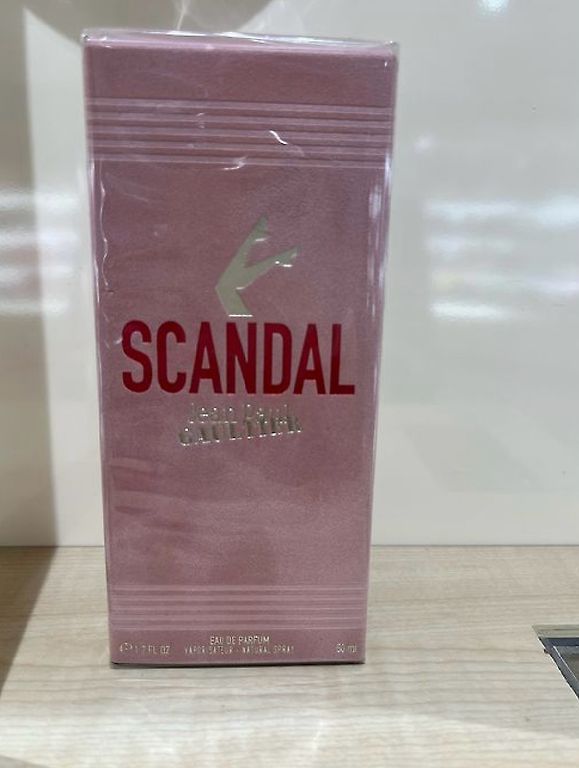 SCANDAL
Jean Paul
GAULTIER
EAU DE PARFUM
1.7 FL OZ VAPORISATEUR - NATURAL SPRAY 50 ml